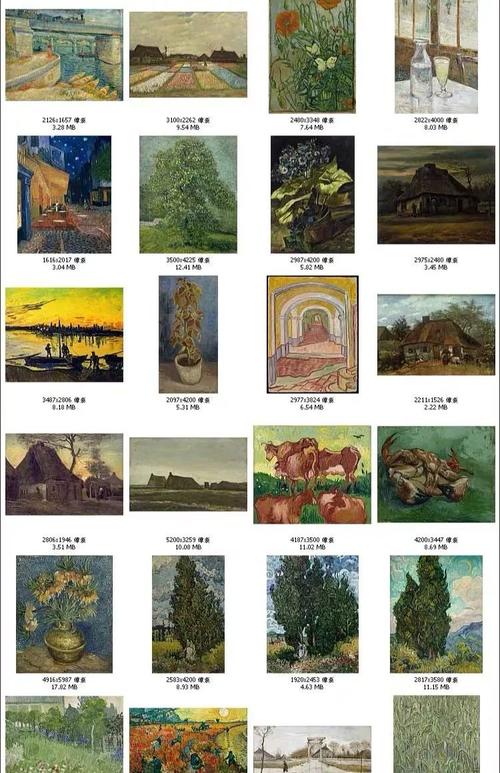 2126x1657 像素
3.28 MB
3100x2262 像素
9.54 MB
2480x3348 像素
7.64 MB
2822x4000 像素
8.03 MB
1616x2017 像素
3.04 MB
3500x4225 像素
12.41 MB
2987x4200 像素
5.82 MB
2975x2480 像素
3.45 MB
3487x2806 像素
8.18 MB
2097x4200 像素
5.31 MB
2977x3824 像素
6.54 MB
2211x1526 像素
2.22 MB
2806x1946 像素
3.51 MB
5200x3259 像素
10.08 MB
4187x3500 像素
11.02 MB
4200x3447 像素
8.69 MB
4916x5987 像素
17.82 MB
2583x4200 像素
8.93 MB
1920x2453 像素
4.63 MB
2817x3580 像素
11.15 MB